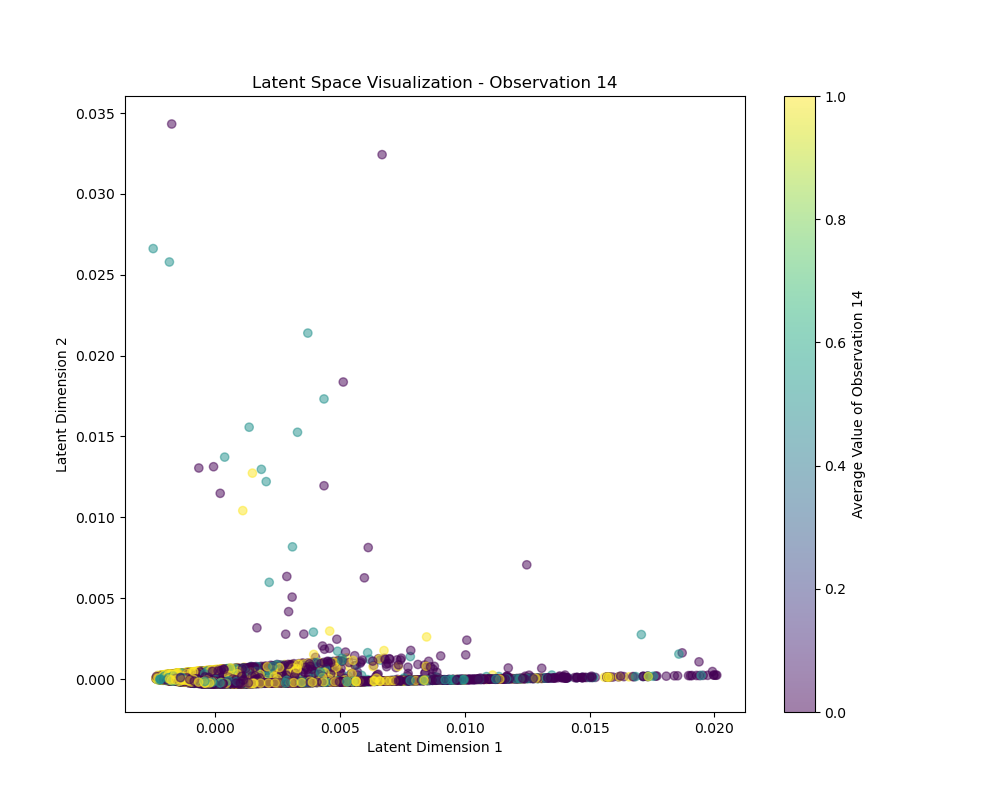 Latent Space Visualization - Observation 14
0.035
0.030
0.025
0.020
0.015
0.010
0.005
0.000
Latent Dimension 2
0.000 0.005 0.010 0.015 0.020
Latent Dimension 1
1.0
0.8
0.6
0.4
0.2
0.0
Average Value of Observation 14